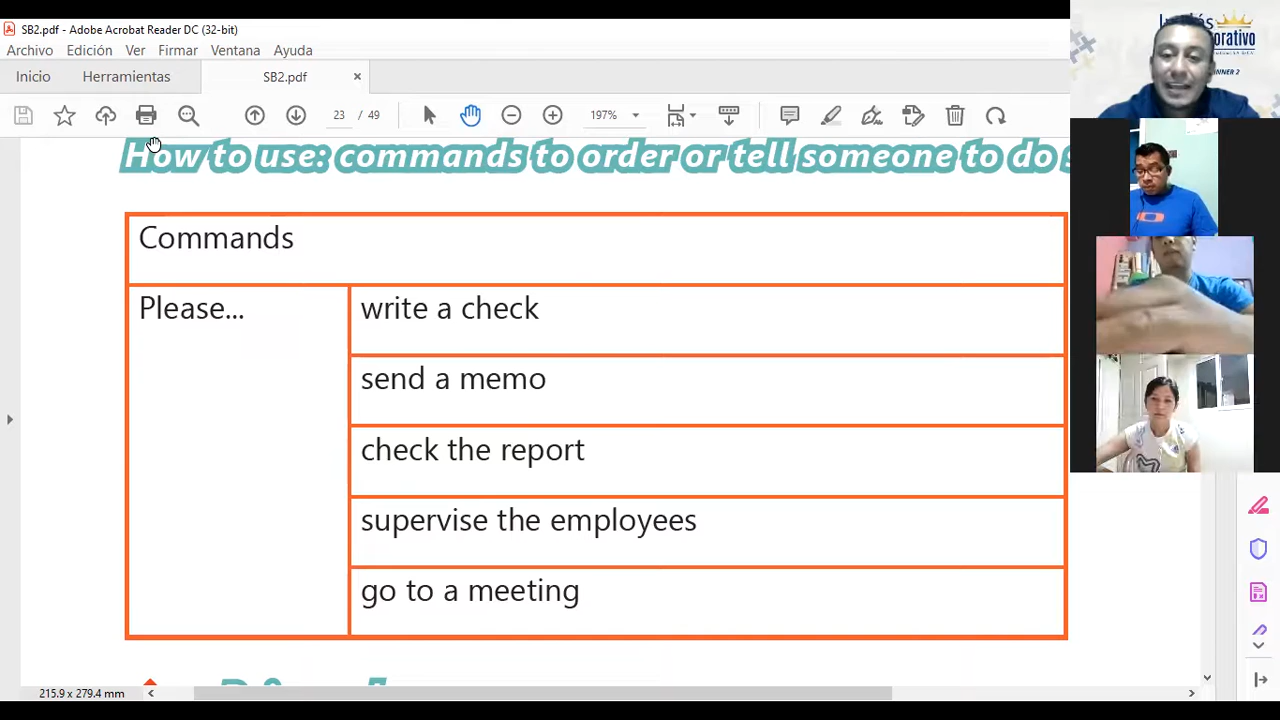 SB2.pdf - Adobe Acrobat Reader DC (32-bit)
Archivo Edición Ver Firmar Ventana Ayuda
Inicio Herramientas SB2.pdf ×
23 / 49 197%
How to use: commands to order or tell someone to do
Commands
Please... write a check
send a memo
check the report
supervise the employees
go to a meeting
215.9 x 279.4 mm